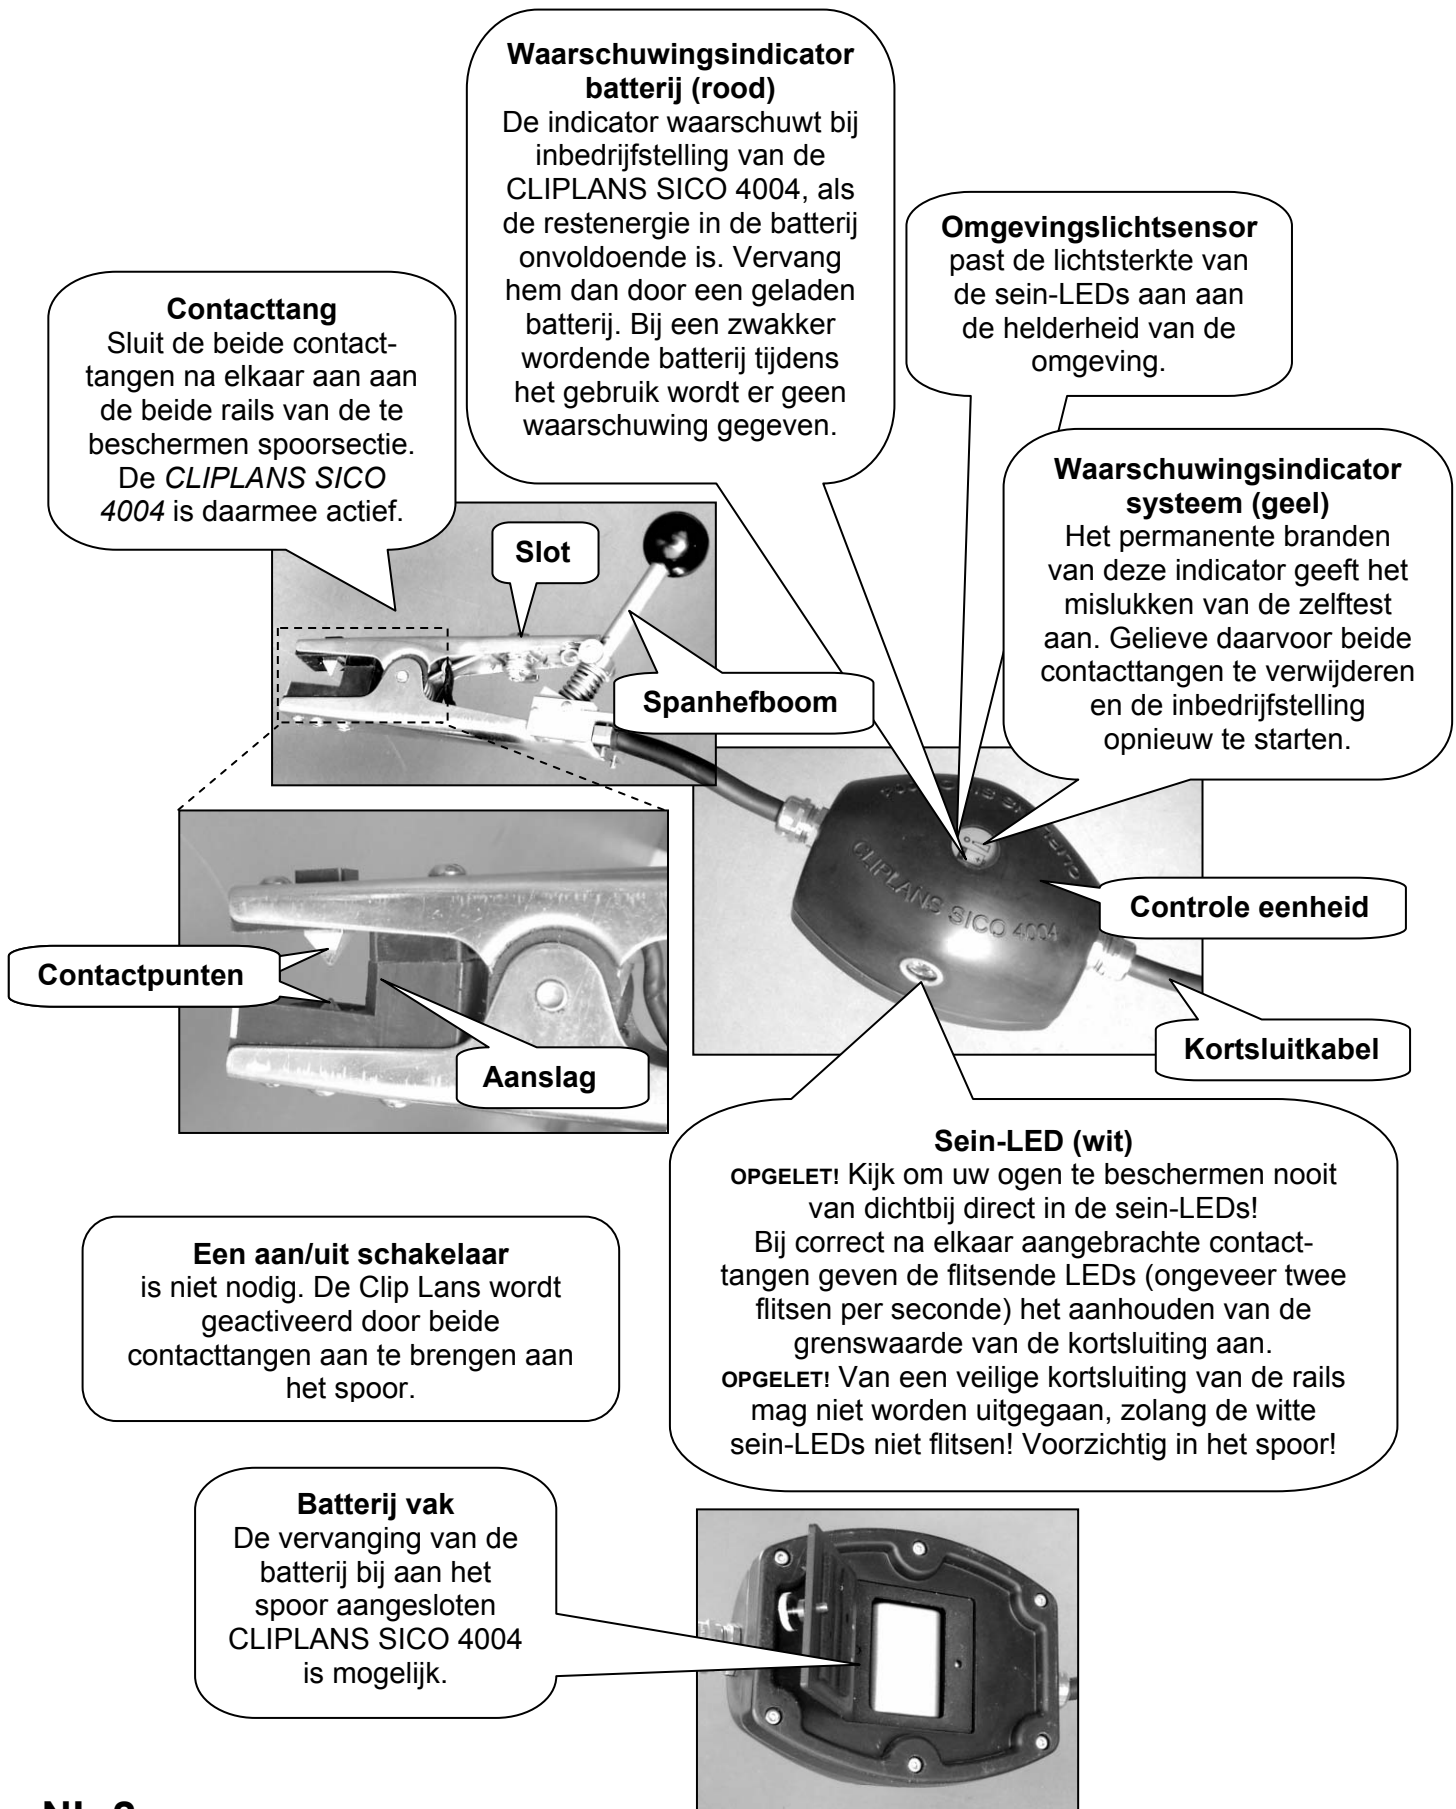 Waarschuwingsindicator
batterij (rood)
De indicator waarschuwt bij
inbedrijfstelling van de
CLIPLANS SICO 4004, als
de restenergie in de batterij
onvoldoende is. Vervang
hem dan door een geladen
batterij. Bij een zwakker
wordende batterij tijdens
het gebruik wordt er geen
waarschuwing gegeven.
Omgevingslichtsensor
past de lichtsterkte van
de sein-LEDs aan aan
de helderheid van de
omgeving.
Contacttang
Sluit de beide contact-
tangen na elkaar aan aan
de beide rails van de te
beschermen spoorsectie.
De CLIPLANS SICO
4004 is daarmee actief.
Waarschuwingsindicator
systeem (geel)
Het permanente branden
van deze indicator geeft het
mislukken van de zelftest
aan. Gelieve daarvoor beide
contacttangen te verwijderen
en de inbedrijfstelling
opnieuw te starten.
Slot
Spanhefboom
CLIPLANS SICO 4004
Controle eenheid
Contactpunten
Aanslag
Kortsluitkabel
Sein-LED (wit)
OPGELET! Kijk om uw ogen te beschermen nooit
van dichtbij direct in de sein-LEDs!
Bij correct na elkaar aangebrachte contact-
tangen geven de flitsende LEDs (ongeveer twee
flitsen per seconde) het aanhouden van de
grenswaarde van de kortsluiting aan.
OPGELET! Van een veilige kortsluiting van de rails
mag niet worden uitgegaan, zolang de witte
sein-LEDs niet flitsen! Voorzichtig in het spoor!
Een aan/uit schakelaar
is niet nodig. De Clip Lans wordt
geactiveerd door beide
contacttangen aan te brengen aan
het spoor.
Batterij vak
De vervanging van de
batterij bij aan het
spoor aangesloten
CLIPLANS SICO 4004
is mogelijk.